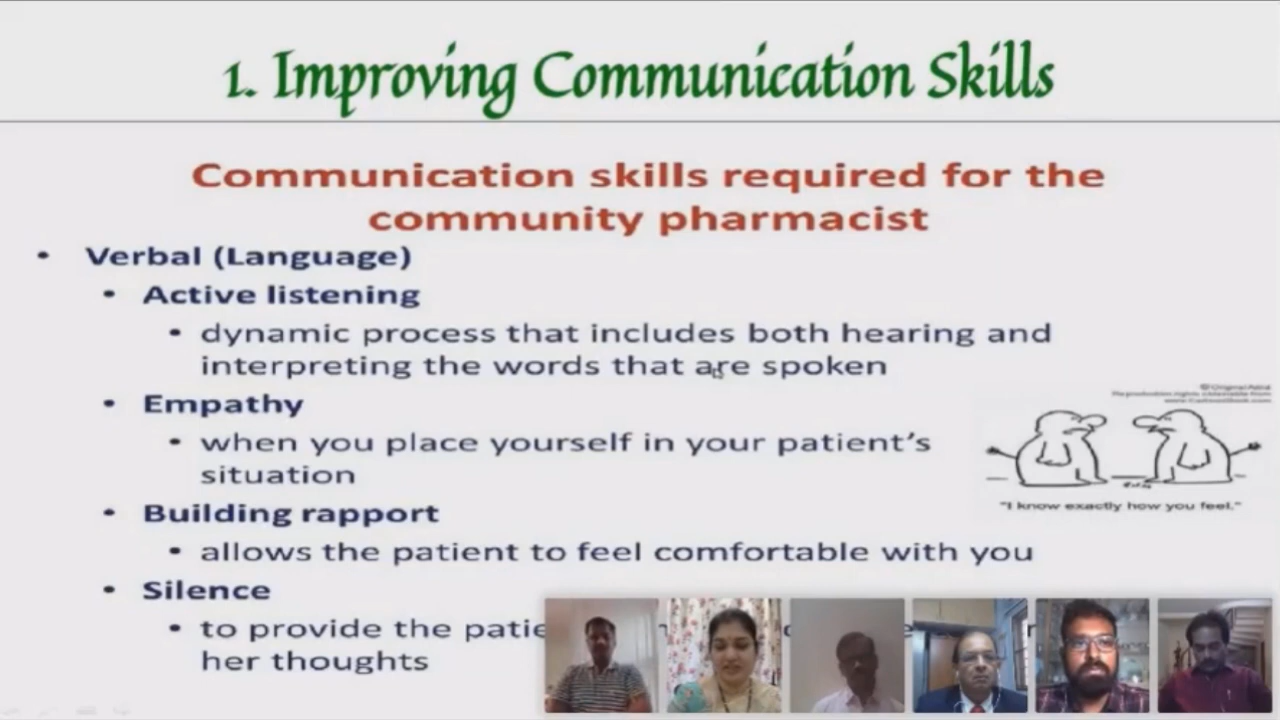 1. Improving Communication Skills
Communication skills required for the
community pharmacist
• Verbal (Language)
• Active listening
• dynamic process that includes both hearing and
interpreting the words that are spoken
• Empathy
• when you place yourself in your patient's
situation
• Building rapport
• allows the patient to feel comfortable with you
• Silence
• to provide the
her thoughts
"I know exactly how you feel."